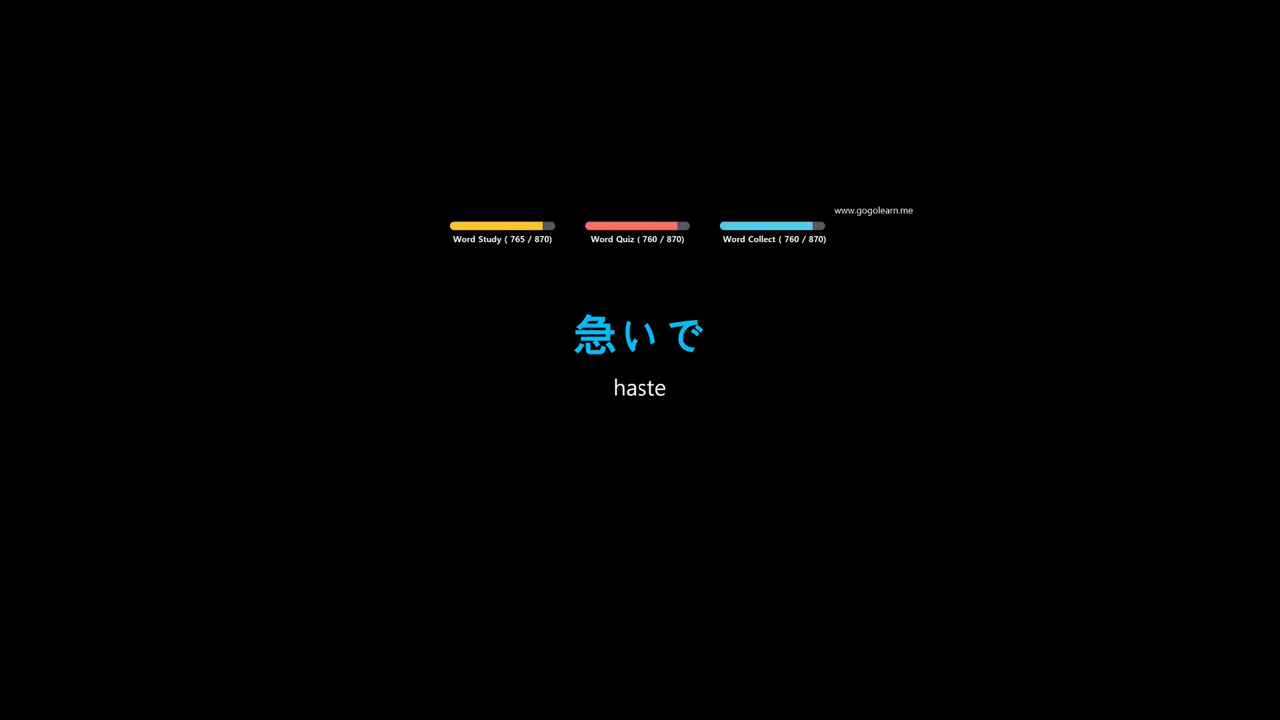 www.gogolearn.me
Word Study ( 765 / 870)
Word Quiz ( 760 / 870)
Word Collect ( 760 / 870)
急いで
haste